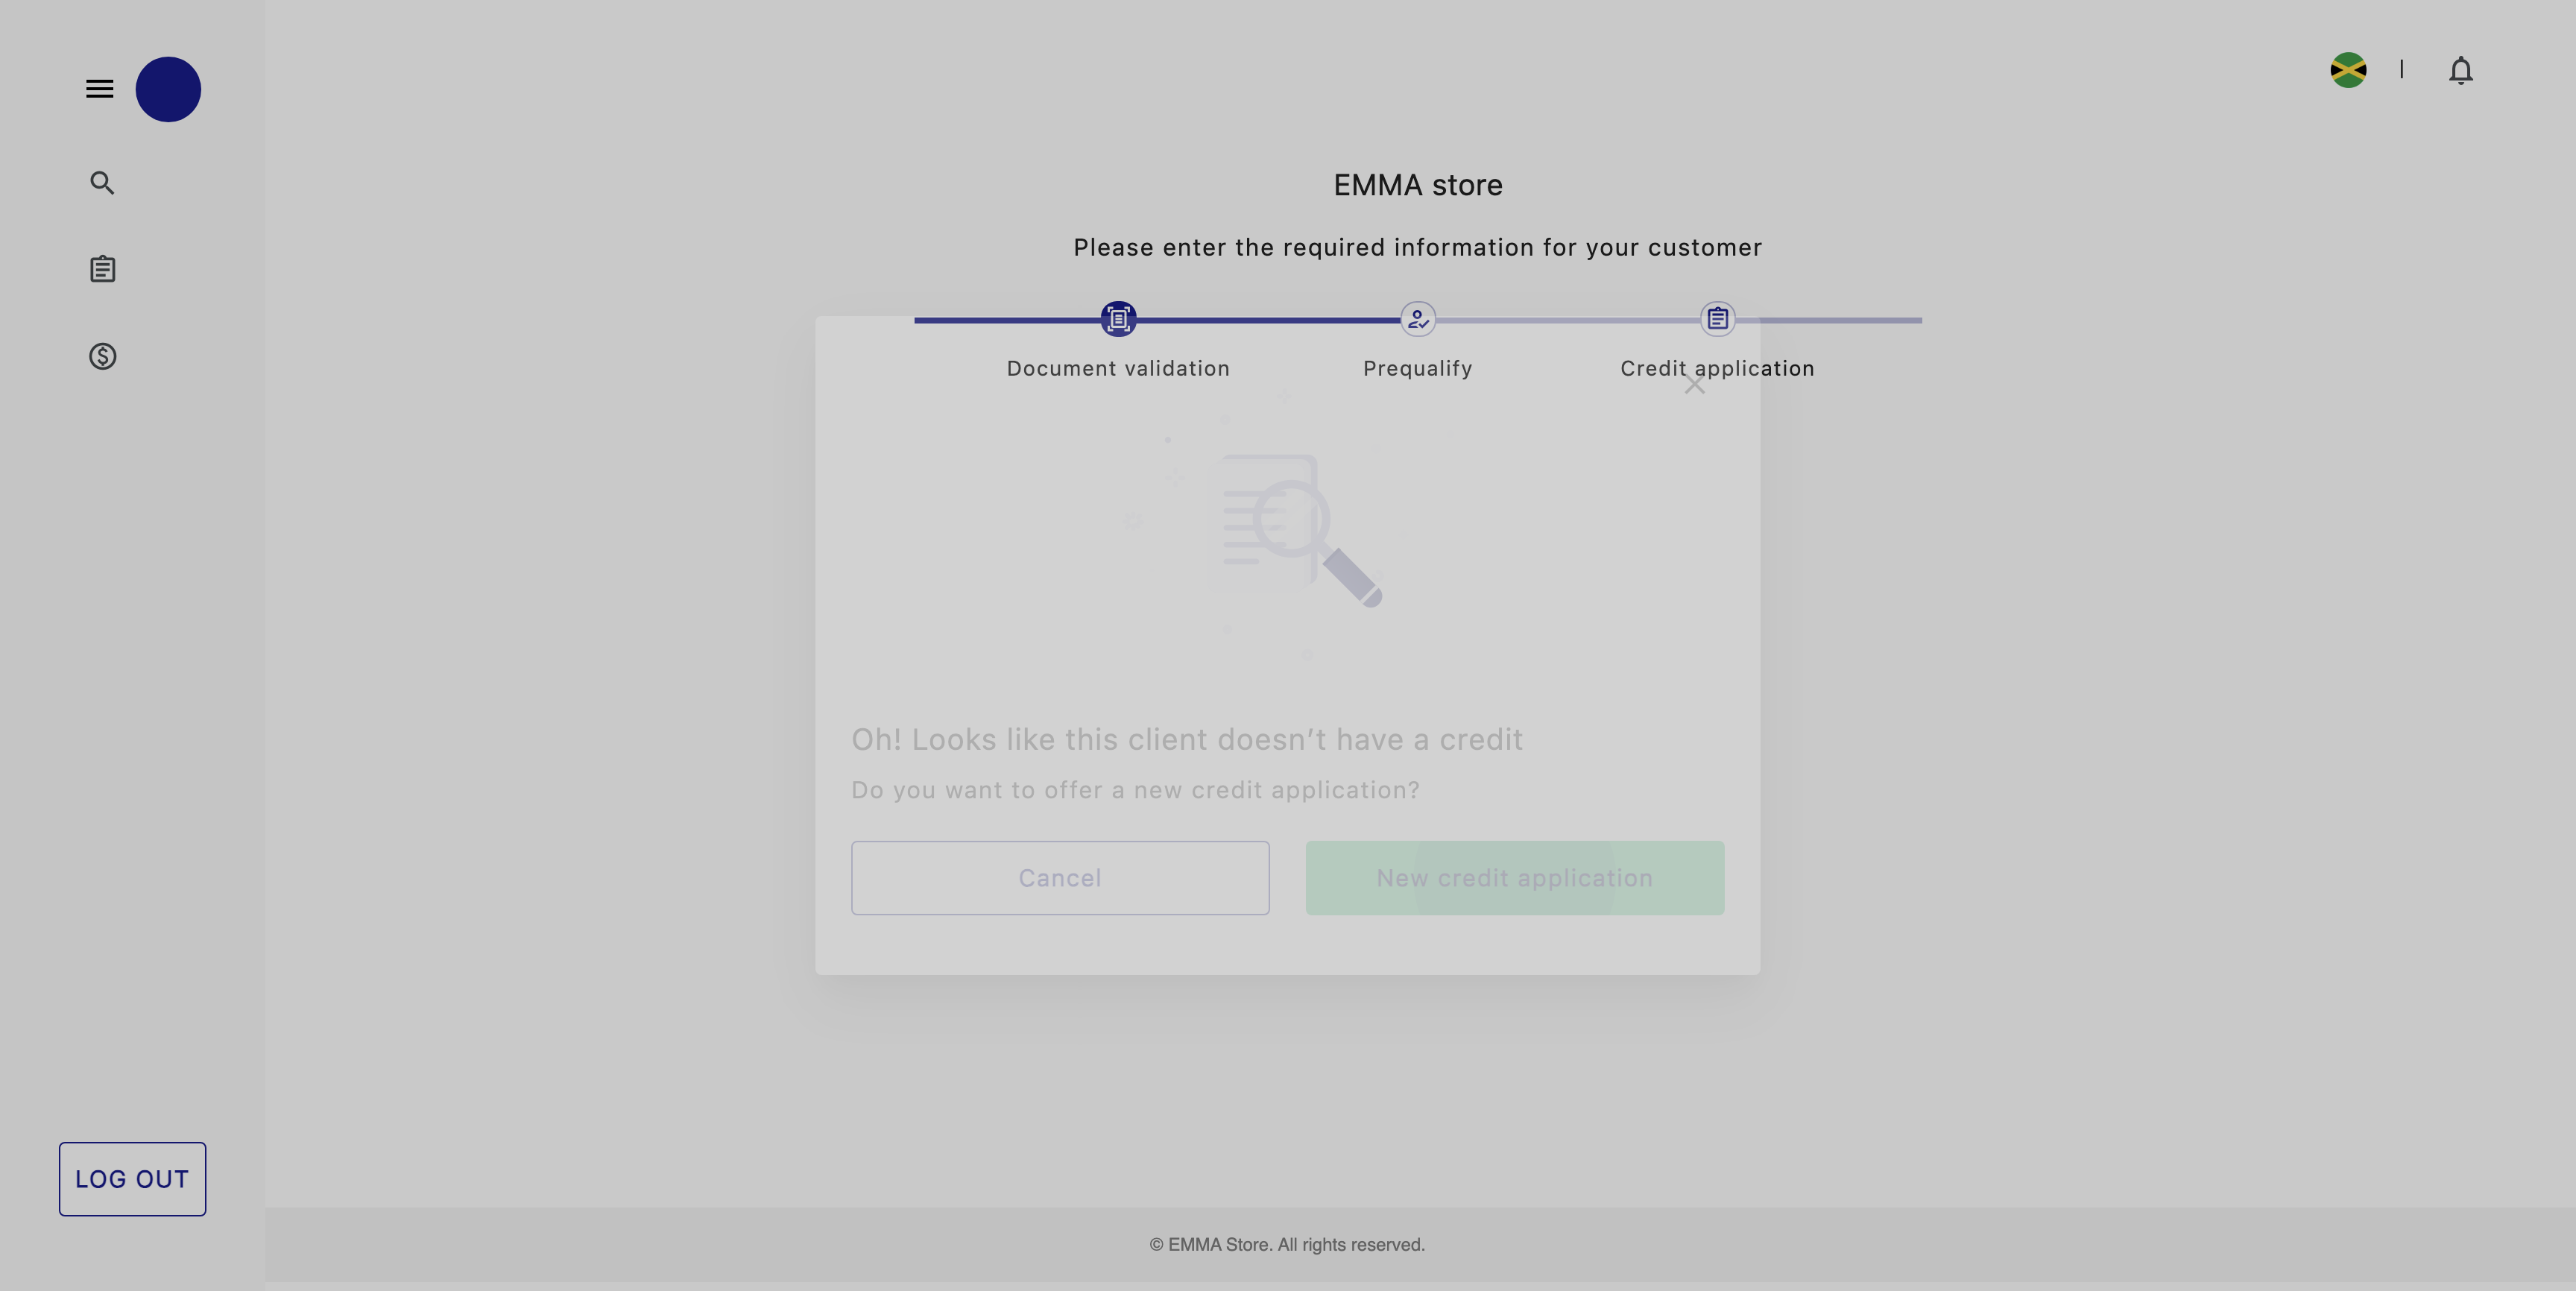 EMMA store
Please enter the required information for your customer
Document validation
Prequalify
Credit application
Oh! Looks like this client doesn’t have a credit
Do you want to offer a new credit application?
Cancel
New credit application
LOG OUT
© EMMA Store. All rights reserved.